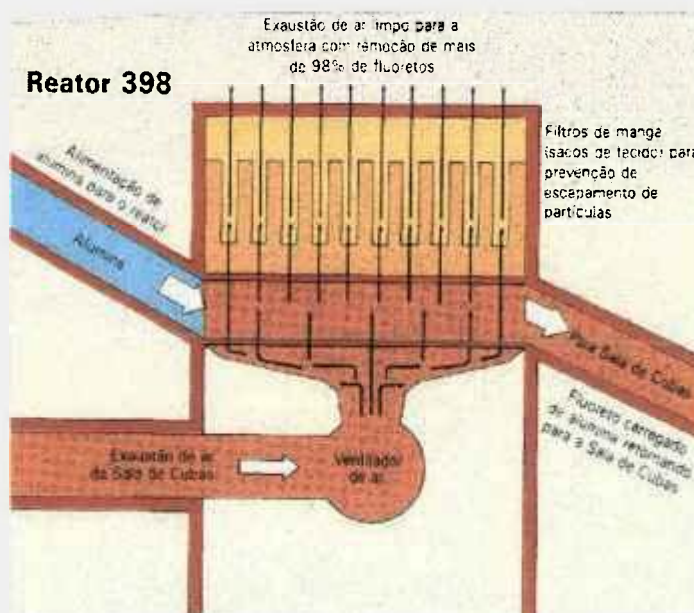 Exaustão de ar limpo para a
atmosfera com remoção de mais
de 98% de fluoretos
Reator 398
Filtros de manga
(sacos de tecido) para
prevenção de
escapamento de
partículas
Alimentação de
alumina para o reator
Alumina
Para Sala de Cubas
Fluoreto carregado
de alumina retornando
para a Sala de Cubas
Exaustão de ar
da Sala de Cubas
Ventilador
de ar